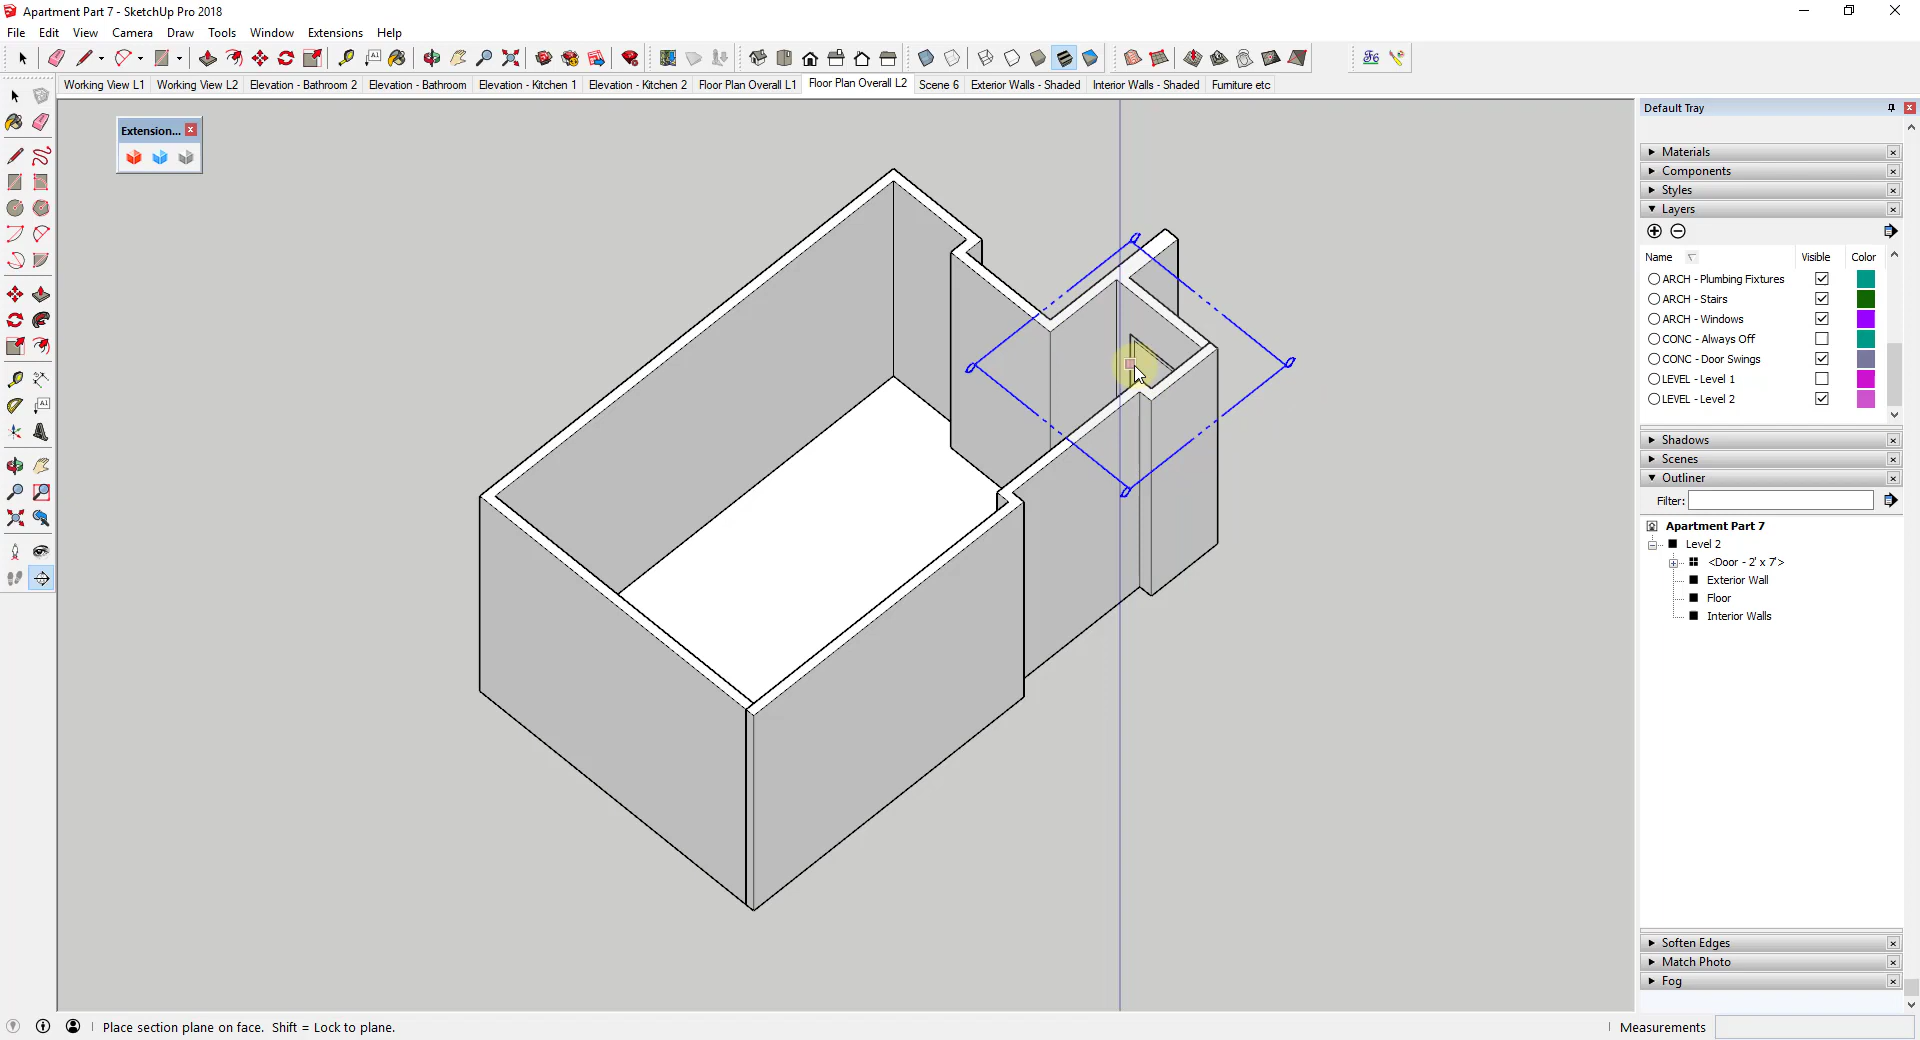 Apartment Part 7 - SketchUp Pro 2018
File Edit View Camera Draw Tools Window Extensions Help
Working View L1 Working View L2 Elevation - Bathroom 2 Elevation - Bathroom Elevation - Kitchen 1 Elevation - Kitchen 2 Floor Plan Overall L1 Floor Plan Overall L2 Scene 6 Exterior Walls - Shaded Interior Walls - Shaded Furniture etc
Extension...
Default Tray
Materials
Components
Styles
Layers
Name Visible Color
ARCH - Plumbing Fixtures
ARCH - Stairs
ARCH - Windows
CONC - Always Off
CONC - Door Swings
LEVEL - Level 1
LEVEL - Level 2
Shadows
Scenes
Outliner
Filter:
Apartment Part 7
Level 2
<Door - 2' x 7'>
Exterior Wall
Floor
Interior Walls
Soften Edges
Match Photo
Fog
Place section plane on face. Shift = Lock to plane.
Measurements